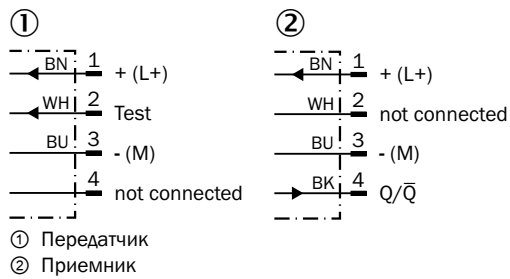 ① ②
BN 1 + (L+) BN 1 + (L+)
WH 2 Test WH 2 not connected
BU 3 - (M) BU 3 - (M)
4 not connected BK 4 Q/Q̅
① Передатчик
② Приемник